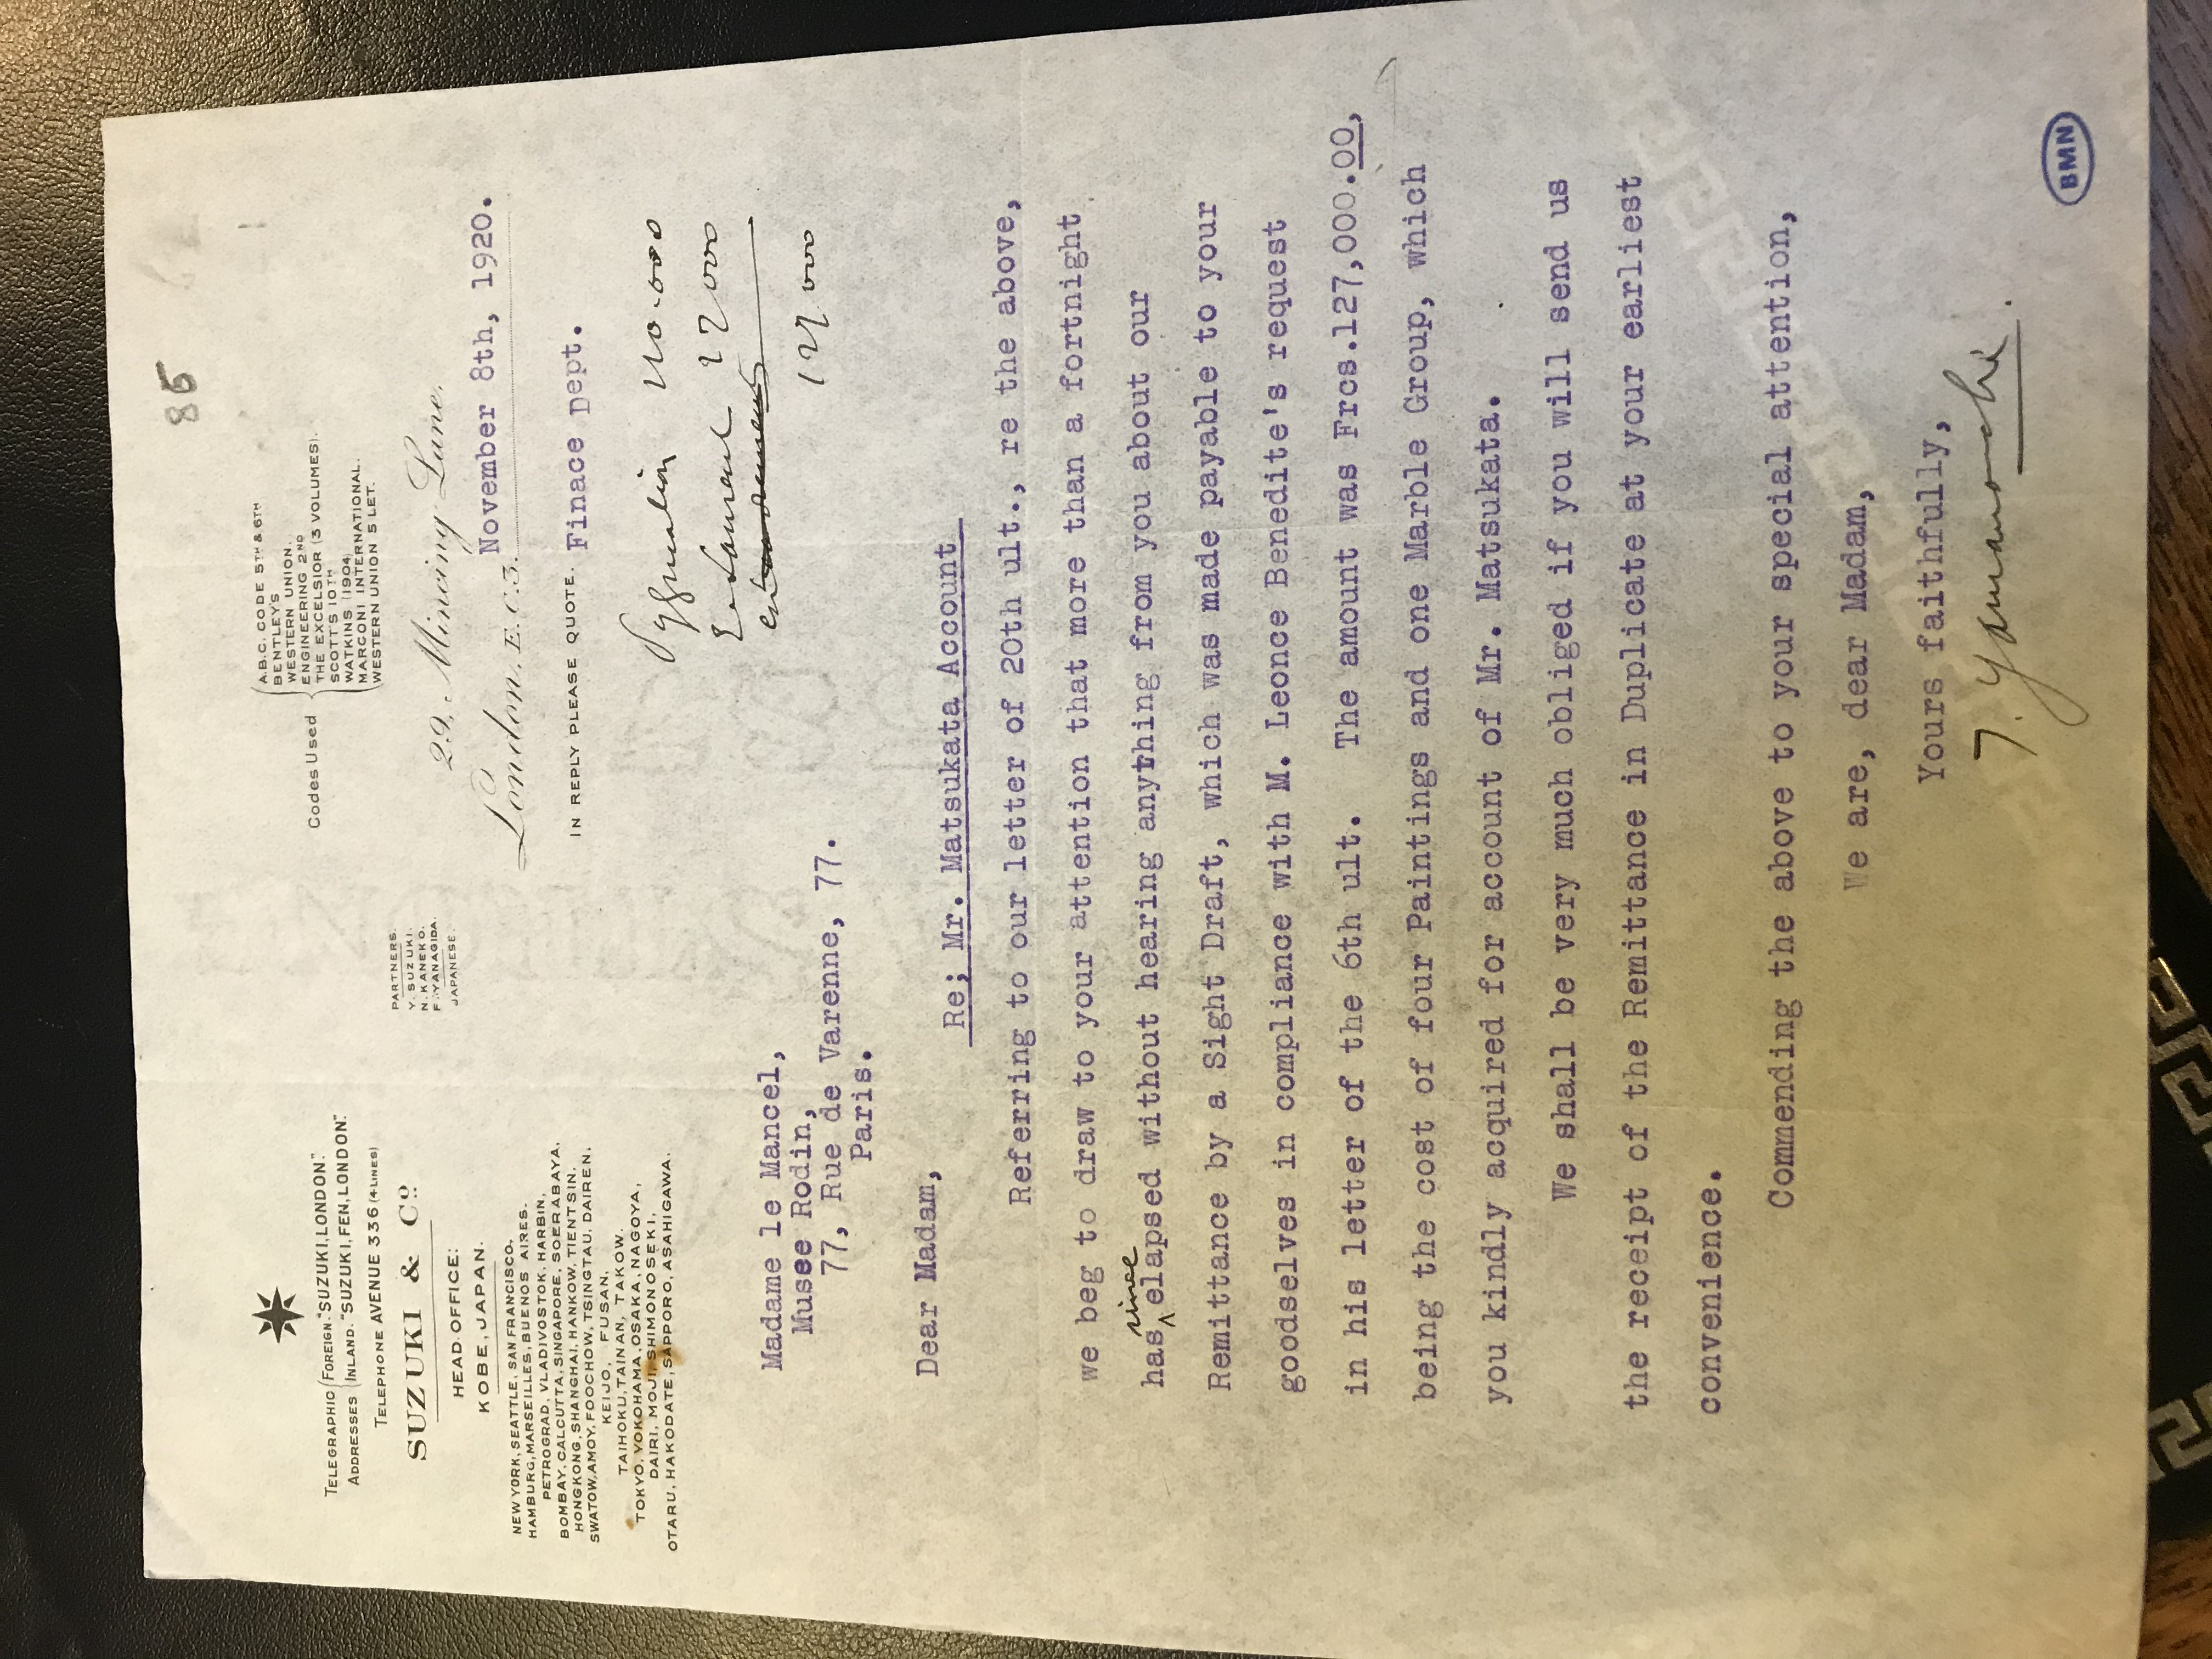 85
TELEGRAPHIC ADDRESSES { FOREIGN. "SUZUKI, LONDON".
INLAND. "SUZUKI, FEN, LONDON".
TELEPHONE AVENUE 336 (4 LINES)
SUZUKI & Co.
HEAD OFFICE:
KOBE, JAPAN.
NEW YORK, SEATTLE, SAN FRANCISCO,
HAMBURG, MARSEILLES, BUENOS AIRES.
PETROGRAD, VLADIVOSTOK, HARBIN,
BOMBAY, CALCUTTA, SINGAPORE, SOERABAYA.
HONGKONG, SHANGHAI, HANKOW, TIENTSIN.
SWATOW, AMOY, FOOCHOW, TSINGTAU, DAIREN.
KEIJO, FUSAN,
TAIHOKU, TAINAN, TAKOW.
TOKYO, YOKOHAMA, OSAKA, NAGOYA,
DAIRI, MOJI, SHIMONOSEKI,
OTARU, HAKODATE, SAPPORO, ASAHIGAWA.
PARTNERS.
Y. SUZUKI.
N. KANEKO.
F. YANAGIDA.
JAPANESE.
Codes Used { A.B.C. CODE 5TH & 6TH
BENTLEY'S
WESTERN UNION.
ENGINEERING 2ND
THE EXCELSIOR (3 VOLUMES).
SCOTT'S 10TH
WATKINS (1904)
MARCONI INTERNATIONAL.
WESTERN UNION 5 LET.
29, Mincing Lane,
London, E.C.3. November 8th, 1920.
IN REPLY PLEASE QUOTE. Finace Dept.
Pygmalion 110.000
17000
127 000
Madame le Mancel,
Musee Rodin,
77, Rue de Varenne, 77.
Paris.
Dear Madam,
Re; Mr. Matsukata Account
Referring to our letter of 20th ult., re the above,
we beg to draw to your attention that more than a fortnight
has since elapsed without hearing anything from you about our
Remittance by a Sight Draft, which was made payable to your
goodselves in compliance with M. Leonce Benedite's request
in his letter of the 6th ult. The amount was Frcs.127,000.00,
being the cost of four Paintings and one Marble Group, which
you kindly acquired for account of Mr. Matsukata.
We shall be very much obliged if you will send us
the receipt of the Remittance in Duplicate at your earliest
convenience.
Commending the above to your special attention,
We are, dear Madam,
Yours faithfully,
BMN